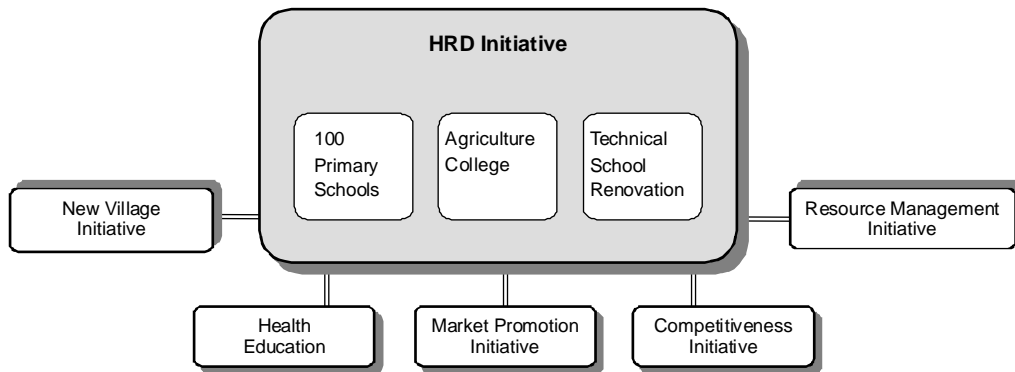 HRD Initiative
100
Primary
Schools
Agriculture
College
Technical
School
Renovation
New Village
Initiative
Resource Management
Initiative
Health
Education
Market Promotion
Initiative
Competitiveness
Initiative